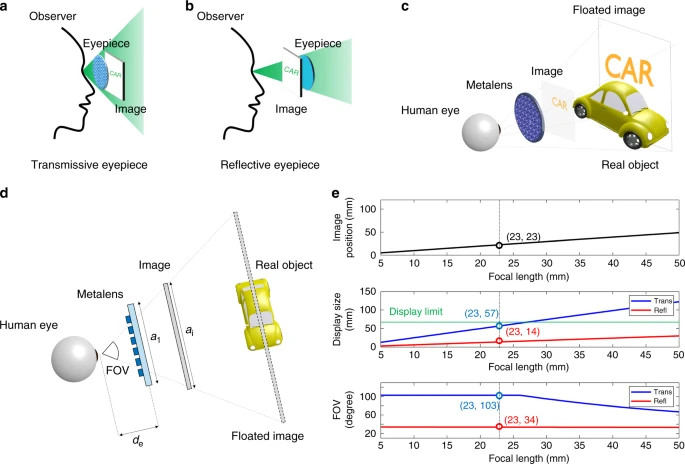 a
Observer
Eyepiece
CAR
Image
Transmissive eyepiece
b
Observer
Eyepiece
CAR
Image
Reflective eyepiece
c
Floated image
CAR
Image
CAR
Metalens
Human eye
Real object
d
Image
Real object
Metalens
Human eye
a1
ai
FOV
de
Floated image
e
Image
position (mm)
100
50
0
(23, 23)
5 10 15 20 25 30 35 40 45 50
Focal length (mm)
Display size
(mm)
150
100
50
0
Display limit
(23, 57)
(23, 14)
Trans
Refl
5 10 15 20 25 30 35 40 45 50
Focal length (mm)
FOV
(degree)
100
80
60
40
20
(23, 103)
(23, 34)
Trans
Refl
5 10 15 20 25 30 35 40 45 50
Focal length (mm)